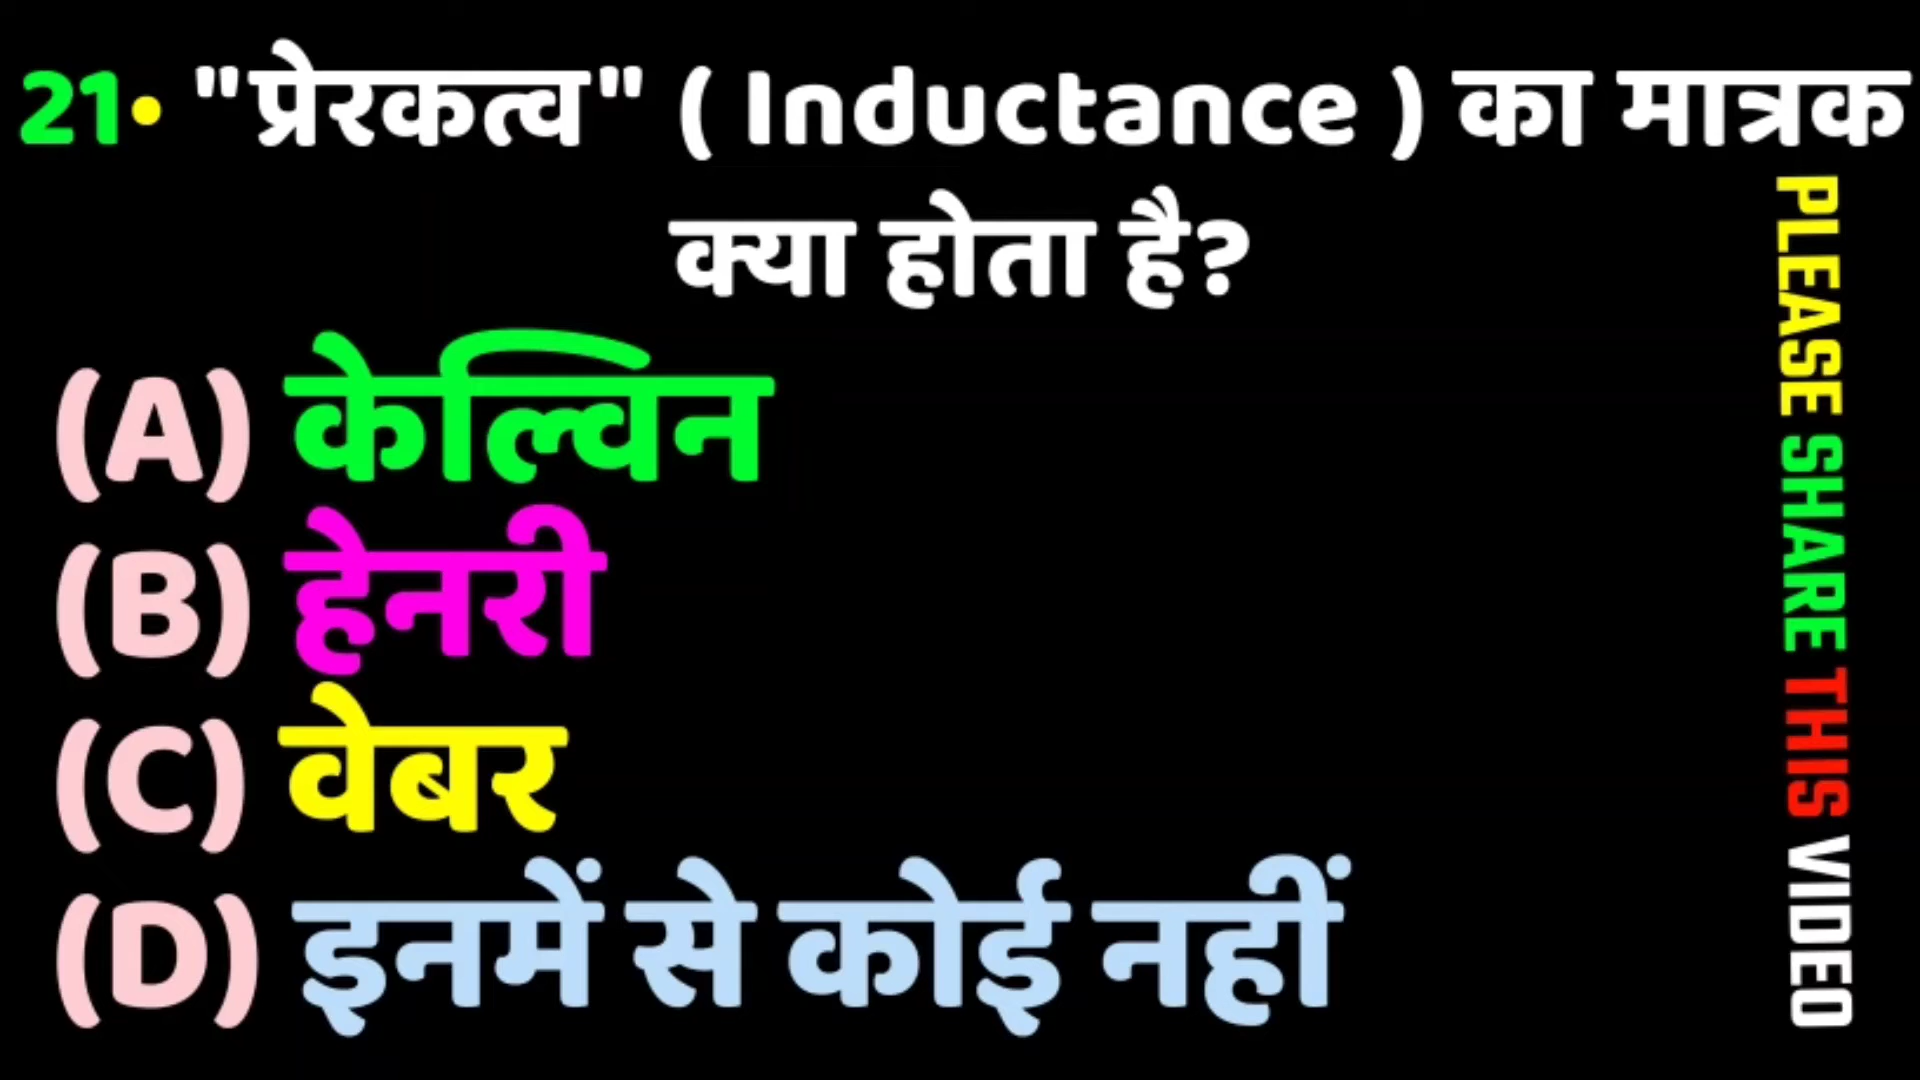 21• "प्रेरकत्व" ( Inductance ) का मात्रक
क्या होता है?
(A) केल्विन
(B) हेनरी
(C) वेबर
(D) इनमें से कोई नहीं
PLEASE SHARE THIS VIDEO